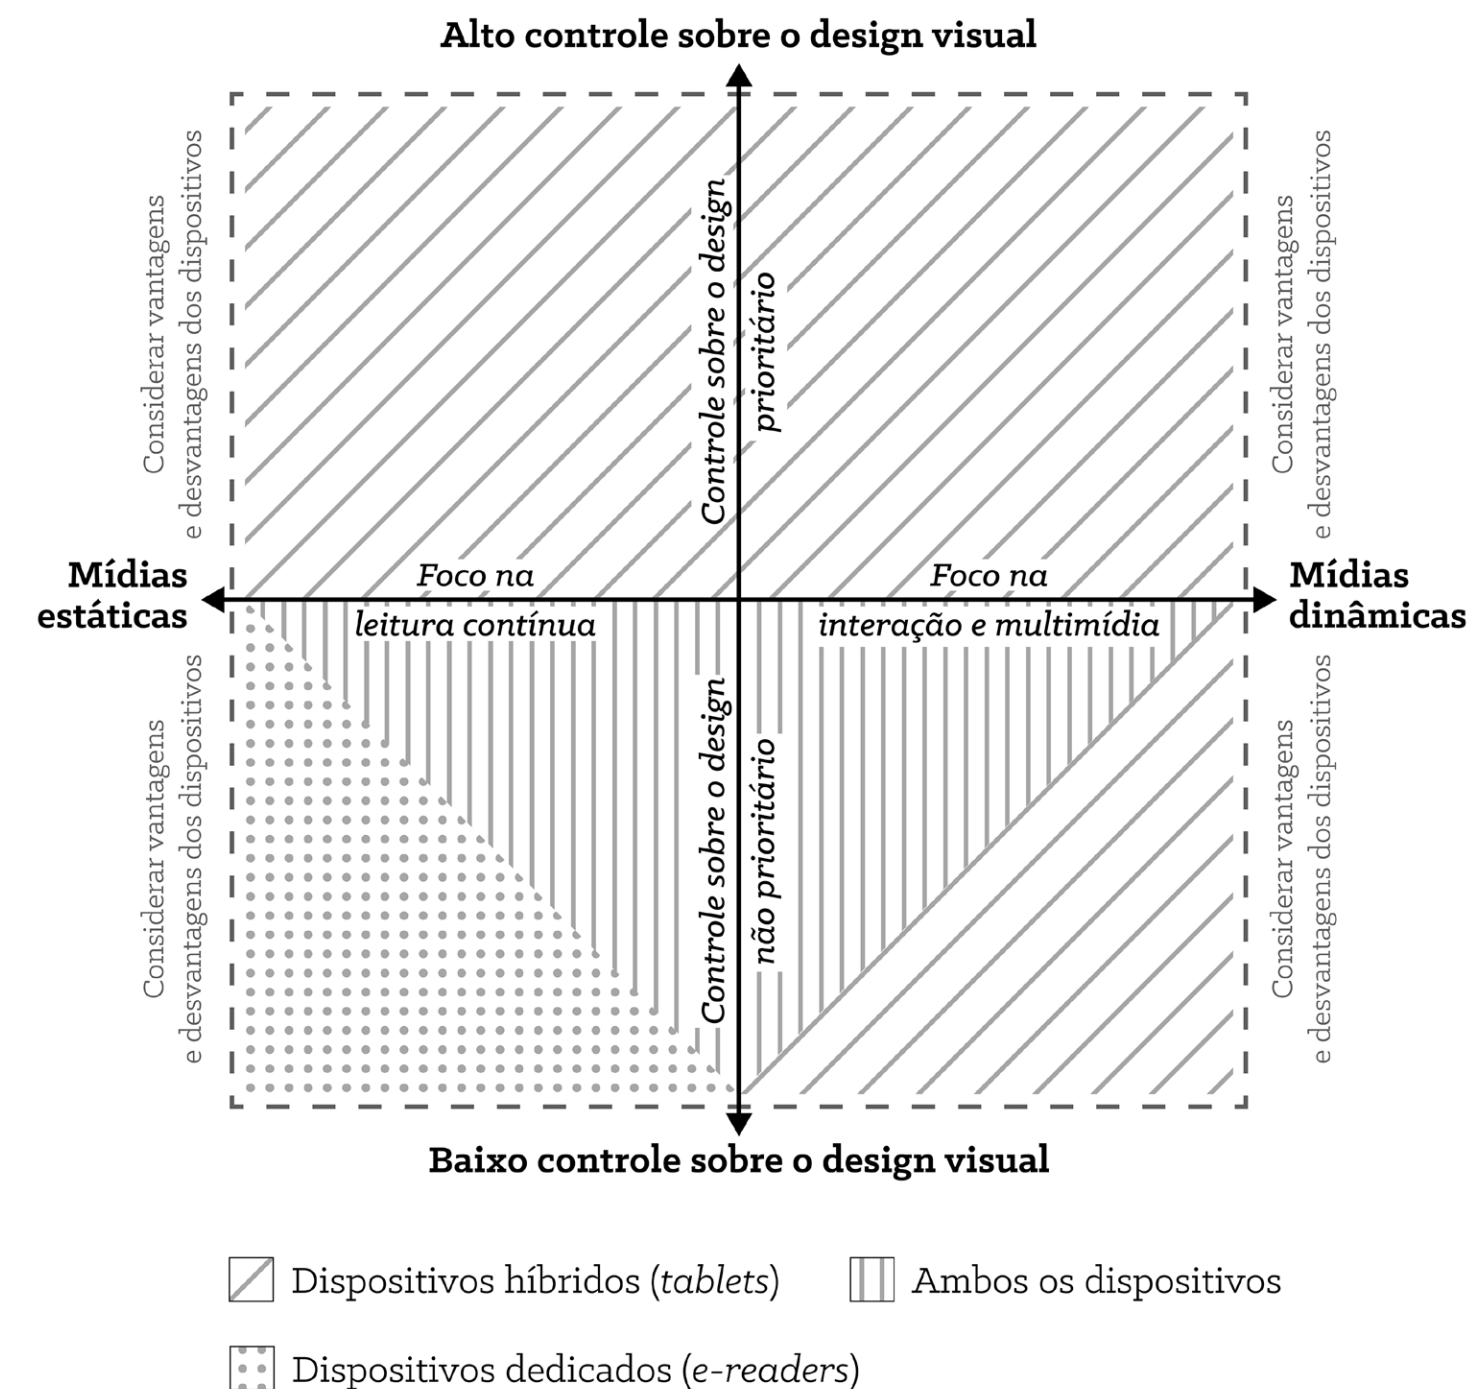 Alto controle sobre o design visual
Considerar vantagens
e desvantagens dos dispositivos
Controle sobre o design
prioritário
Considerar vantagens
e desvantagens dos dispositivos
Mídias
estáticas
Foco na
leitura contínua
Foco na
interação e multimídia
Mídias
dinâmicas
Considerar vantagens
e desvantagens dos dispositivos
Controle sobre o design
não prioritário
Considerar vantagens
e desvantagens dos dispositivos
Baixo controle sobre o design visual
Dispositivos híbridos (tablets)
Ambos os dispositivos
Dispositivos dedicados (e-readers)